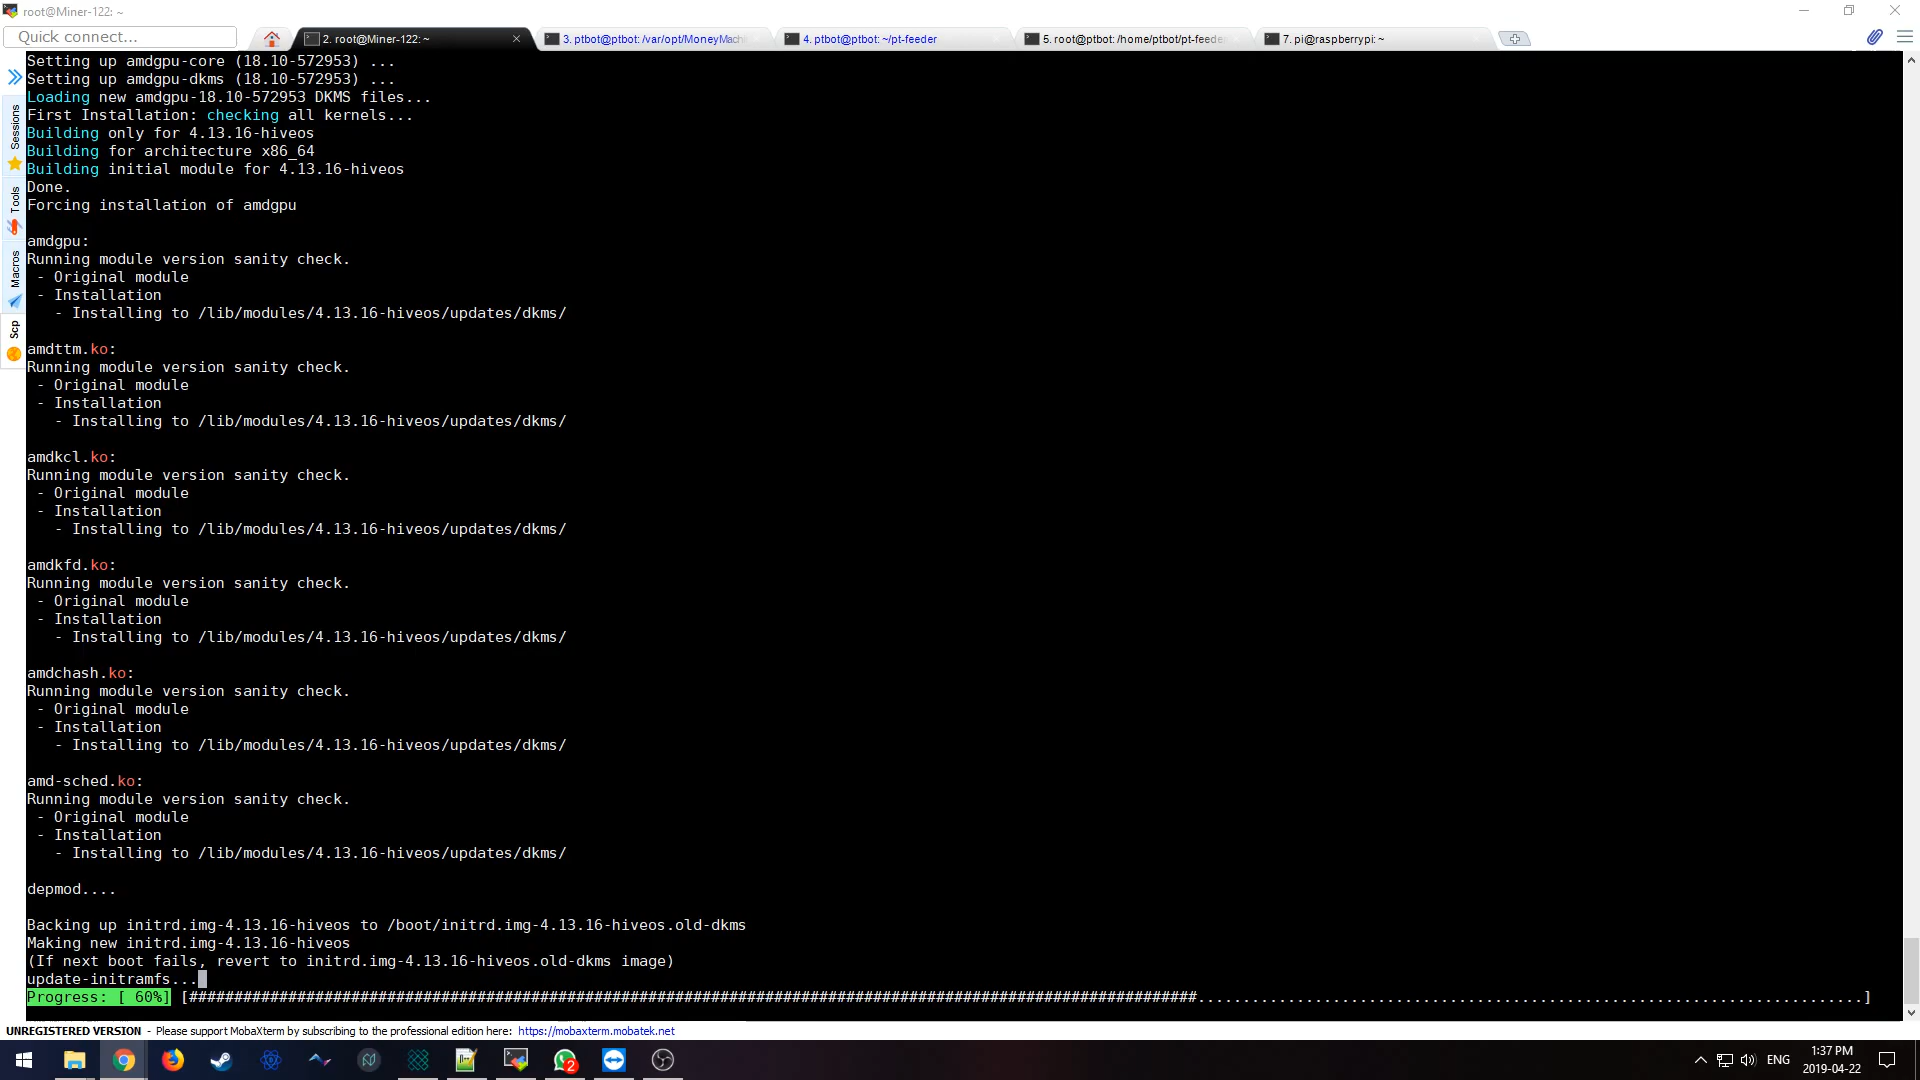 root@Miner-122: ~
Quick connect...
2. root@Miner-122: ~
3. ptbot@ptbot: /var/opt/MoneyMach
4. ptbot@ptbot: ~/pt-feeder
5. root@ptbot: /home/ptbot/pt-feeder
7. pi@raspberrypi: ~
Sessions
Tools
Macros
Scp
Setting up amdgpu-core (18.10-572953) ...
Setting up amdgpu-dkms (18.10-572953) ...
Loading new amdgpu-18.10-572953 DKMS files...
First Installation: checking all kernels...
Building only for 4.13.16-hiveos
Building for architecture x86_64
Building initial module for 4.13.16-hiveos
Done.
Forcing installation of amdgpu
amdgpu:
Running module version sanity check.
- Original module
- Installation
- Installing to /lib/modules/4.13.16-hiveos/updates/dkms/
amdttm.ko:
Running module version sanity check.
- Original module
- Installation
- Installing to /lib/modules/4.13.16-hiveos/updates/dkms/
amdkcl.ko:
Running module version sanity check.
- Original module
- Installation
- Installing to /lib/modules/4.13.16-hiveos/updates/dkms/
amdkfd.ko:
Running module version sanity check.
- Original module
- Installation
- Installing to /lib/modules/4.13.16-hiveos/updates/dkms/
amdchash.ko:
Running module version sanity check.
- Original module
- Installation
- Installing to /lib/modules/4.13.16-hiveos/updates/dkms/
amd-sched.ko:
Running module version sanity check.
- Original module
- Installation
- Installing to /lib/modules/4.13.16-hiveos/updates/dkms/
depmod....
Backing up initrd.img-4.13.16-hiveos to /boot/initrd.img-4.13.16-hiveos.old-dkms
Making new initrd.img-4.13.16-hiveos
(If next boot fails, revert to initrd.img-4.13.16-hiveos.old-dkms image)
update-initramfs...
Progress: [ 60%] [################################################################################################################..........................................................................]
UNREGISTERED VERSION - Please support MobaXterm by subscribing to the professional edition here: https://mobaxterm.mobatek.net
2
ENG
1:37 PM
2019-04-22